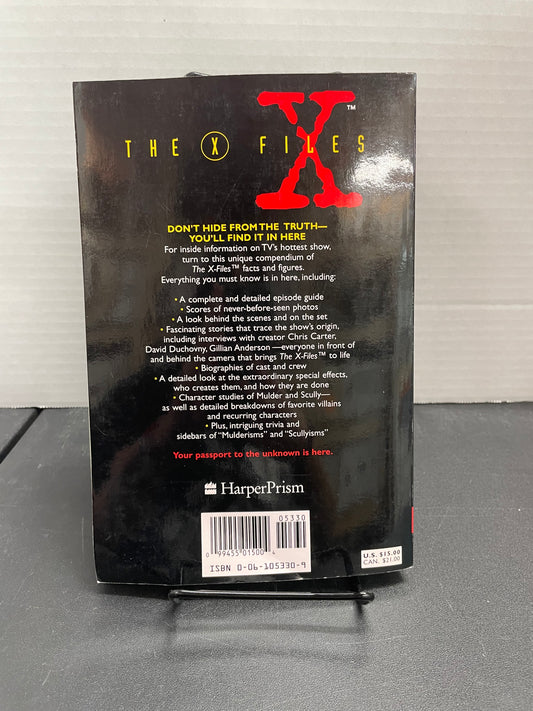 X™
THE X FILES
DON'T HIDE FROM THE TRUTH—
YOU'LL FIND IT IN HERE
For inside information on TV's hottest show,
turn to this unique compendium of
The X-Files™ facts and figures.
Everything you must know is in here, including:
• A complete and detailed episode guide
• Scores of never-before-seen photos
• A look behind the scenes and on the set
• Fascinating stories that trace the show's origin,
including interviews with creator Chris Carter,
David Duchovny, Gillian Anderson—everyone in front of
and behind the camera that brings The X-Files™ to life
• Biographies of cast and crew
• A detailed look at the extraordinary special effects,
who creates them, and how they are done
• Character studies of Mulder and Scully—
as well as detailed breakdowns of favorite villains
and recurring characters
• Plus, intriguing trivia and
sidebars of "Mulderisms" and "Scullyisms"
Your passport to the unknown is here.
HarperPrism
05330
0 99455 01500 4
ISBN 0-06-105330-9
U.S. $15.00
CAN. $21.00